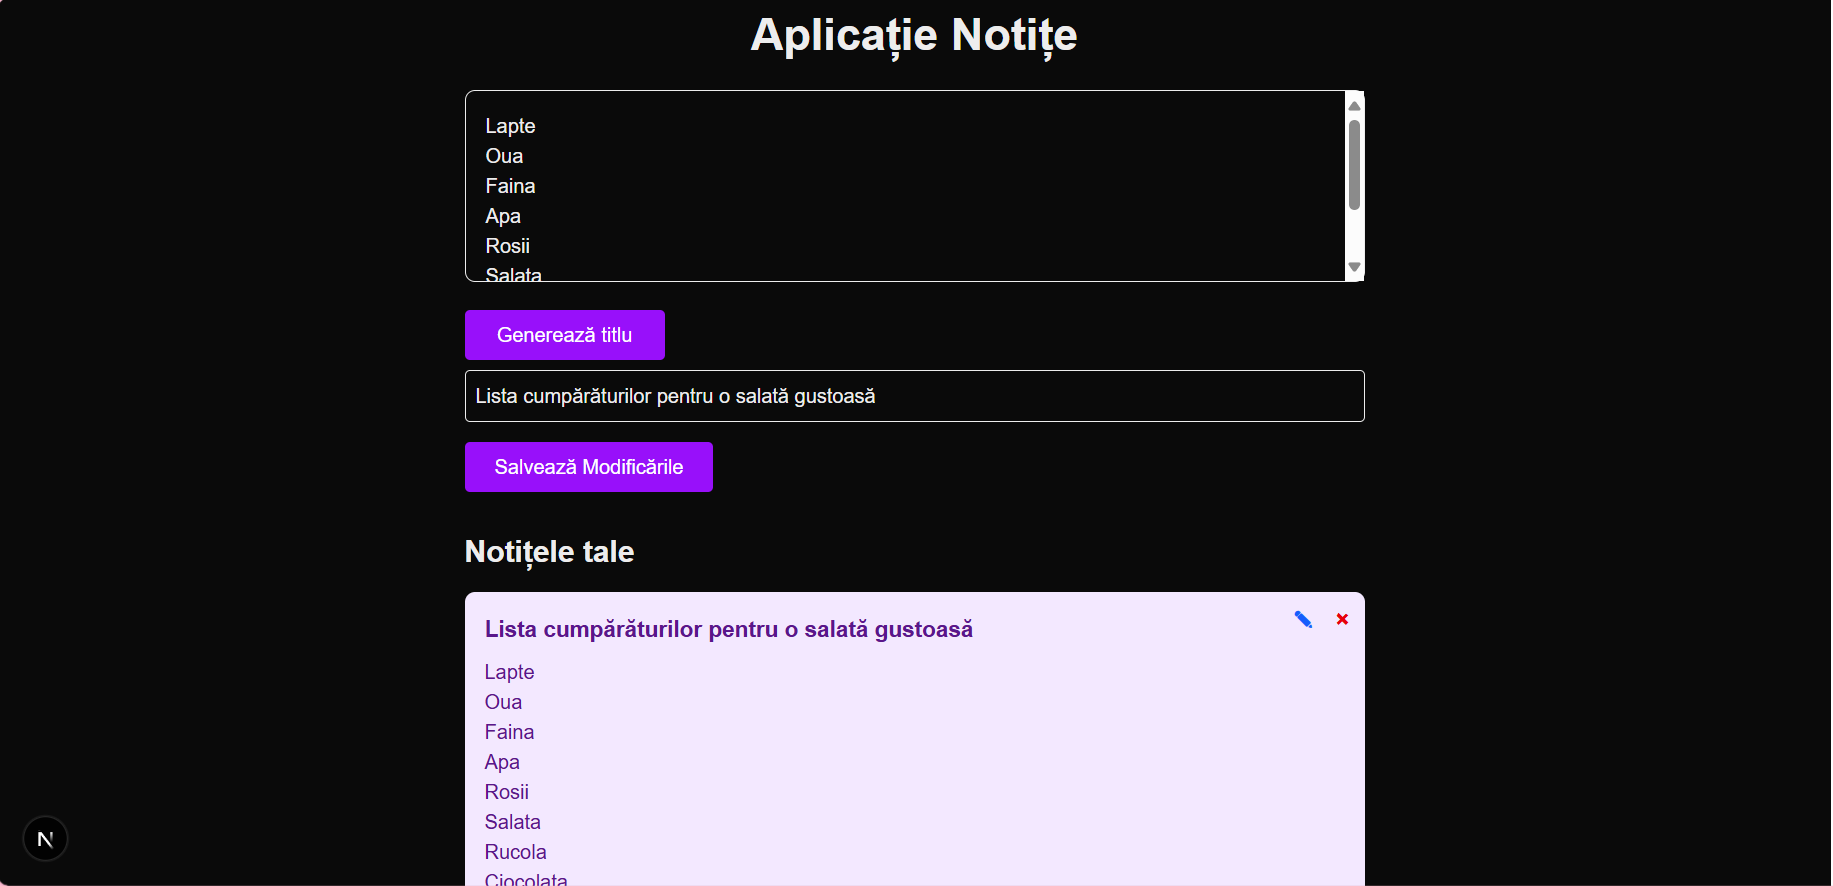 Aplicație Notițe
Lapte
Oua
Faina
Apa
Rosii
Salata
Generează titlu
Lista cumpărăturilor pentru o salată gustoasă
Salvează Modificările
Notițele tale
Lista cumpărăturilor pentru o salată gustoasă
Lapte
Oua
Faina
Apa
Rosii
Salata
Rucola
Ciocolata
N